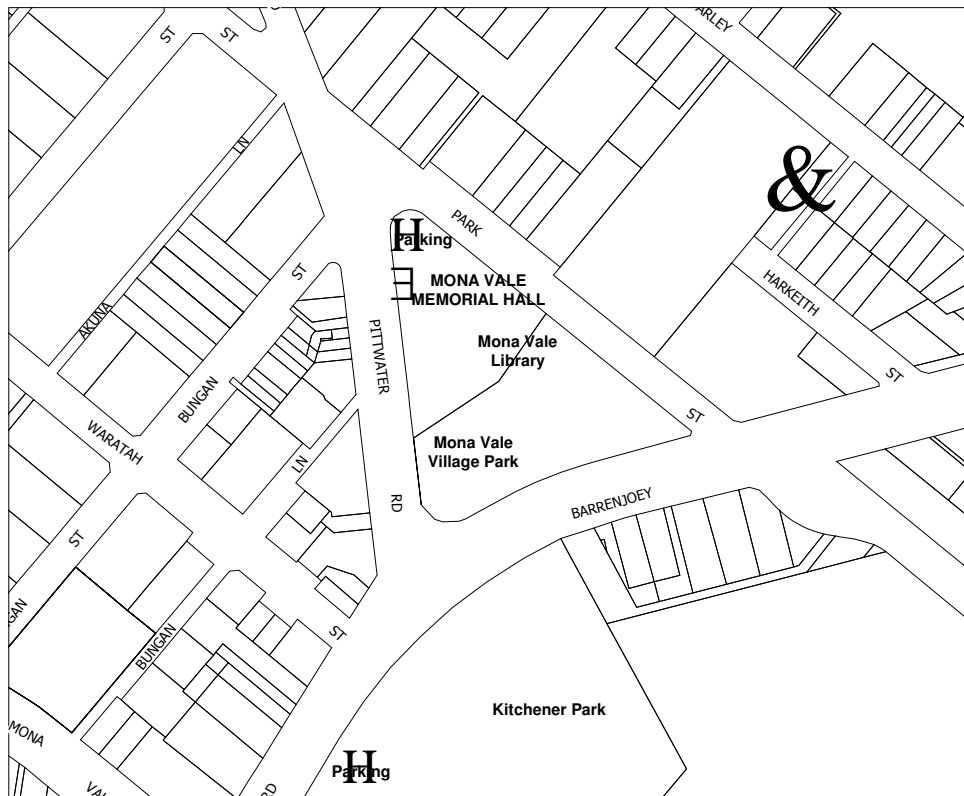 ST
ST
LN
PARK
&
H
Parking
E
MONA VALE
MEMORIAL HALL
HARKEITH
ST
ST
AKUNA
PITTWATER
Mona Vale
Library
BUNGAN
WARATAH
ST
Mona Vale
Village Park
LN
RD
BARRENJOEY
ST
BUNGAN
ST
Kitchener Park
MONA
H
Parking
RD